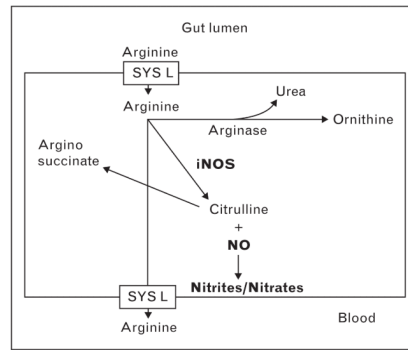 Gut lumen
Arginine
SYS L
Arginine
Urea
Arginase
Ornithine
Argino
succinate
iNOS
Citrulline
+
NO
Nitrites/Nitrates
SYS L
Blood
Arginine